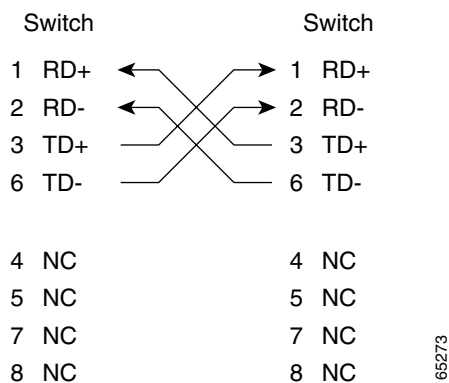 Switch Switch
1 RD+ 1 RD+
2 RD- 2 RD-
3 TD+ 3 TD+
6 TD- 6 TD-
4 NC 4 NC
5 NC 5 NC
7 NC 7 NC
8 NC 8 NC
65273